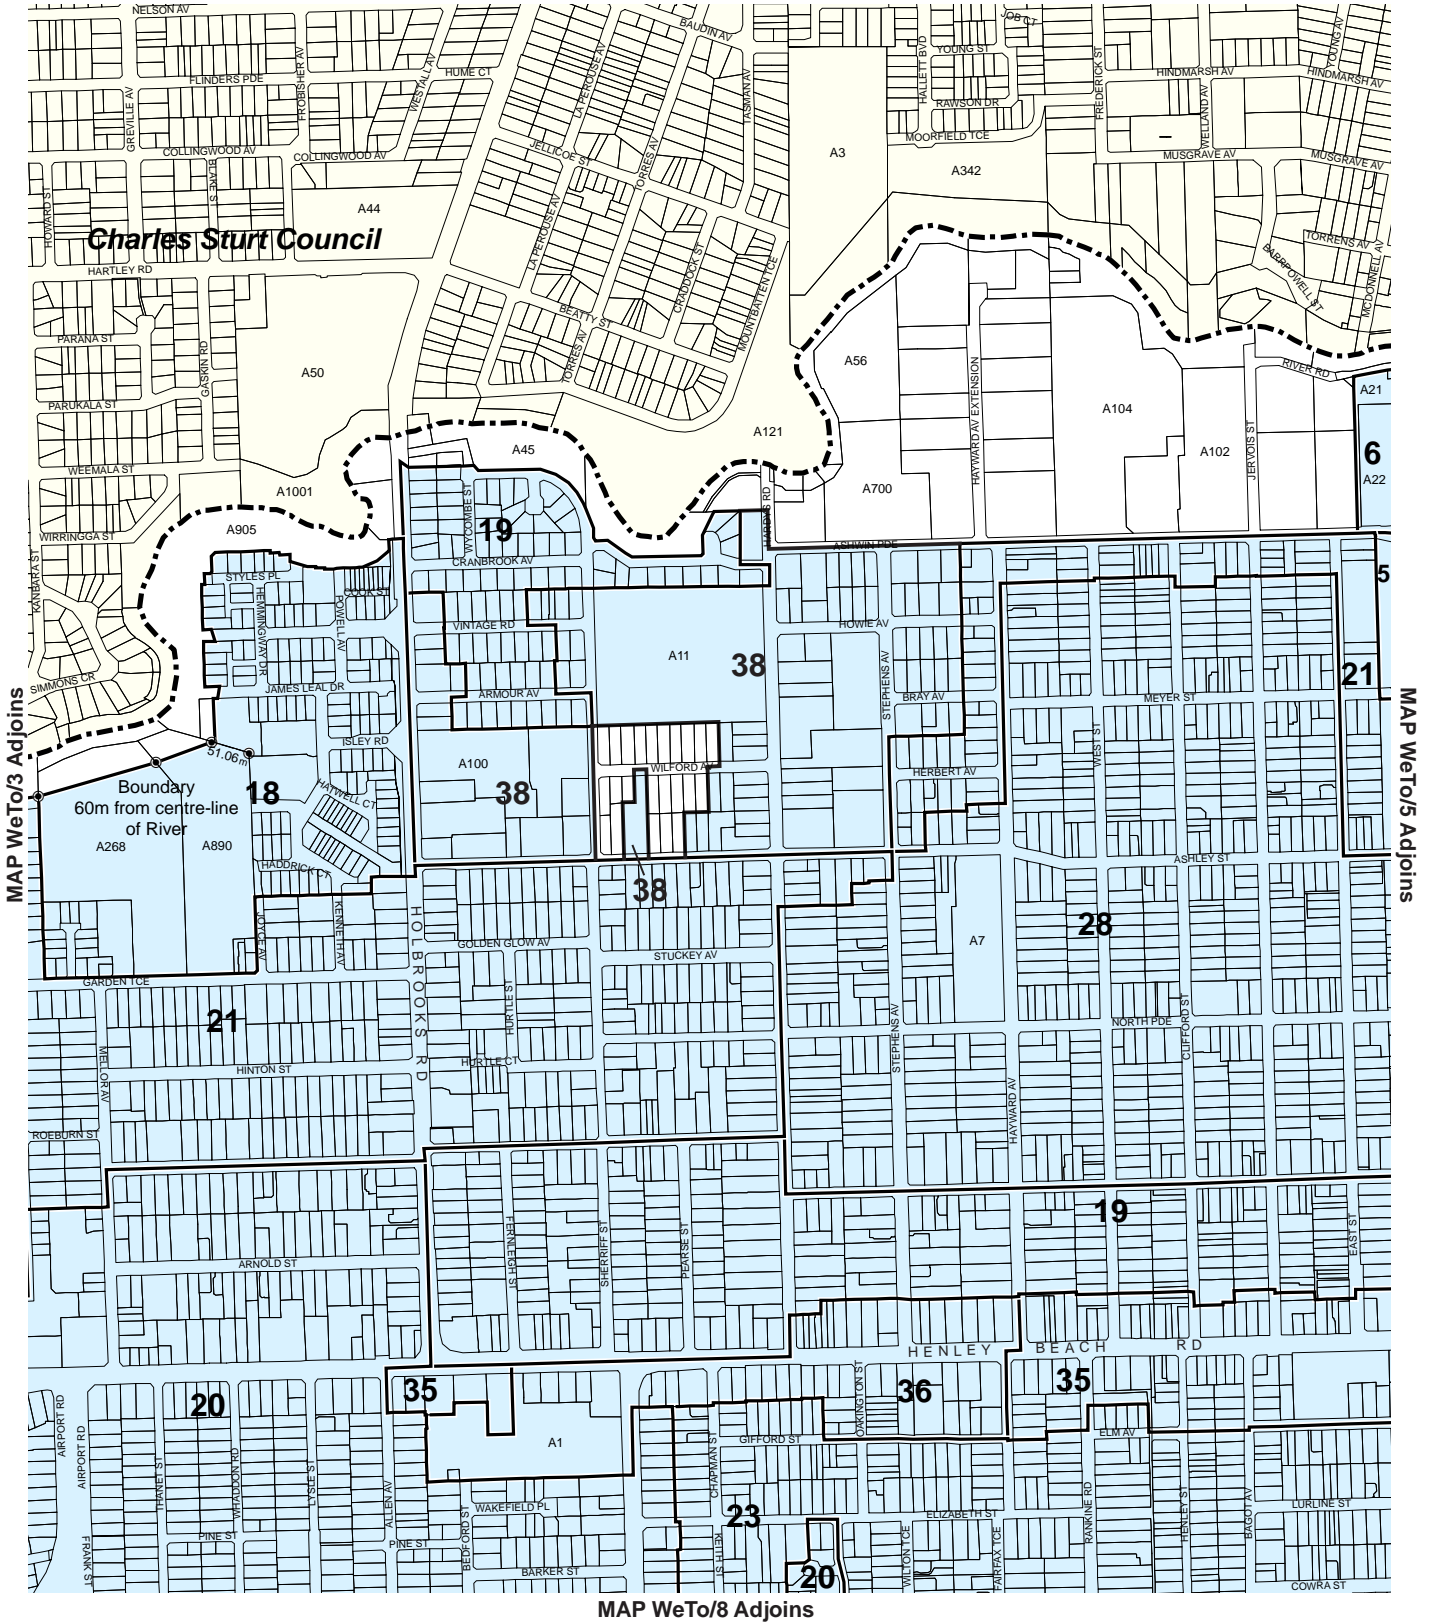 NELSON AV
BAUDIN AV
JOB CT
YOUNG AV
FLINDERS PDE
FROBISHER AV
WESTALL AV
HUME CT
LA PEROUSE AV
TASMAN AV
HALLETT BVD
YOUNG ST
FREDERICK ST
HINDMARSH AV
HINDMARSH AV
GREVILLE AV
RAWSON DR
WELLAND AV
COLLINGWOOD AV
COLLINGWOOD AV
JELLICOE ST
TORRES AV
MOORFIELD TCE
MUSGRAVE AV
MUSGRAVE AV
A3
A342
HOWARD ST
BLAKE ST
A44
Charles Sturt Council
LA PEROUSE AV
CRADDOCK ST
MOUNTBATTEN TCE
TORRENS AV
BARRPOWELL ST
MCDONNELL AV
HARTLEY RD
BEATTY ST
PARANA ST
GASKIN RD
TORRES AV
A50
A56
HAYWARD AV EXTENSION
RIVER RD
A21
PARUKALA ST
A104
A121
A45
A102
JERVOIS ST
6
A22
WEEMALA ST
A1001
A700
HARDYS RD
WYCOMBE ST
19
A905
WIRRINGGA ST
KANBARA ST
CRANBROOK AV
ASHWIN PDE
5
STYLES PL
COOK ST
HEMMINGWAY DR
POWELL AV
VINTAGE RD
HOWIE AV
A11
38
STEPHENS AV
21
SIMMONS CR
JAMES LEAL DR
ARMOUR AV
BRAY AV
MEYER ST
WEST ST
MAP WeTo/3 Adjoins
MAP WeTo/5 Adjoins
51.06m
ISLEY RD
A100
WILFORD AV
HERBERT AV
Boundary
60m from centre-line
of River
18
HATWELL CT
38
A268
A890
HADDRICK CT
ASHLEY ST
38
JOYCE AV
KENNETH AV
HOLBROOKS RD
28
A7
GOLDEN GLOW AV
STUCKEY AV
GARDEN TCE
21
HURTLE ST
STEPHENS AV
NORTH PDE
CLIFFORD ST
MELLOR AV
HINTON ST
HURTLE CT
HAYWARD AV
ROEBURN ST
19
FERNLEIGH ST
SHERRIFF ST
PEARSE ST
EAST ST
ARNOLD ST
HENLEY BEACH RD
20
35
OAKINGTON ST
36
35
AIRPORT RD
AIRPORT RD
THANET ST
WHADDON RD
LYSLE ST
ALLEN AV
A1
CHAPMAN ST
GIFFORD ST
ELM AV
BEDFORD ST
WAKEFIELD PL
23
ELIZABETH ST
RANKINE RD
HENLEY ST
BAGOT AV
LURLINE ST
FRANK ST
PINE ST
PINE ST
BARKER ST
KEITH ST
20
WILTON TCE
FAIRFAX TCE
COWRA ST
MAP WeTo/8 Adjoins